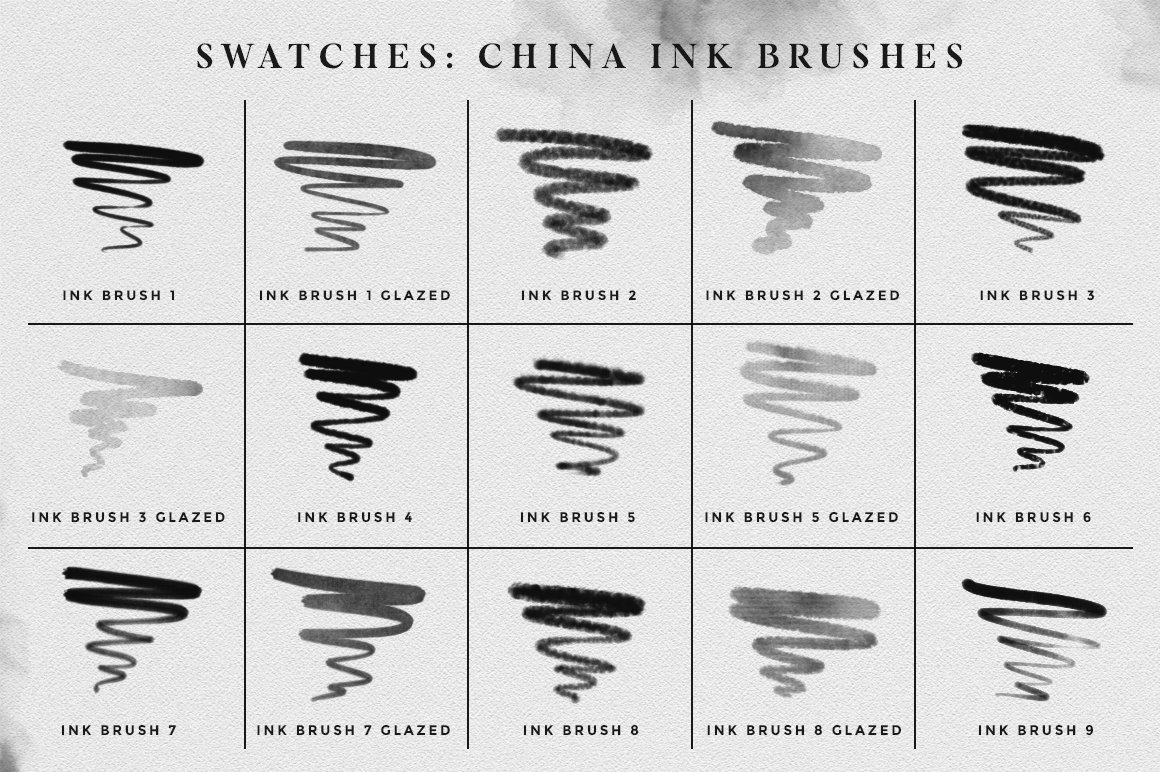 SWATCHES: CHINA INK BRUSHES
INK BRUSH 1
INK BRUSH 1 GLAZED
INK BRUSH 2
INK BRUSH 2 GLAZED
INK BRUSH 3
INK BRUSH 3 GLAZED
INK BRUSH 4
INK BRUSH 5
INK BRUSH 5 GLAZED
INK BRUSH 6
INK BRUSH 7
INK BRUSH 7 GLAZED
INK BRUSH 8
INK BRUSH 8 GLAZED
INK BRUSH 9